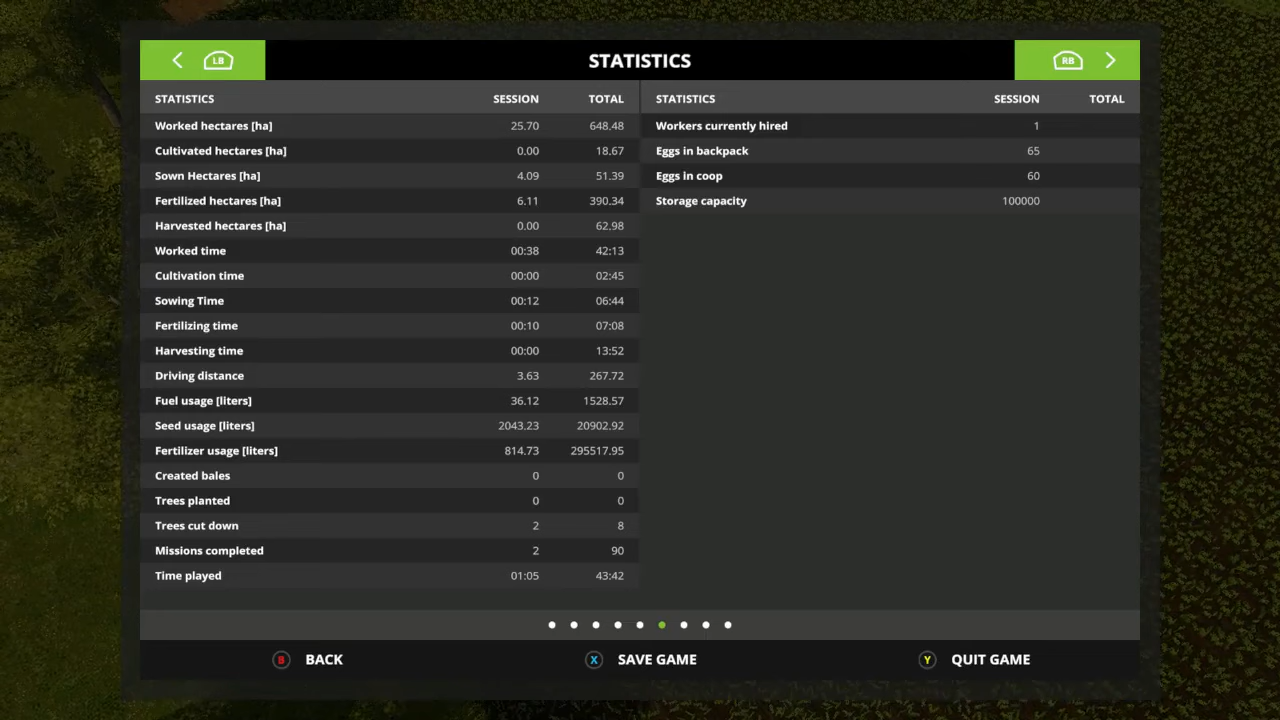 LB
STATISTICS
RB
STATISTICS SESSION TOTAL
Worked hectares [ha] 25.70 648.48
Cultivated hectares [ha] 0.00 18.67
Sown Hectares [ha] 4.09 51.39
Fertilized hectares [ha] 6.11 390.34
Harvested hectares [ha] 0.00 62.98
Worked time 00:38 42:13
Cultivation time 00:00 02:45
Sowing Time 00:12 06:44
Fertilizing time 00:10 07:08
Harvesting time 00:00 13:52
Driving distance 3.63 267.72
Fuel usage [liters] 36.12 1528.57
Seed usage [liters] 2043.23 20902.92
Fertilizer usage [liters] 814.73 295517.95
Created bales 0 0
Trees planted 0 0
Trees cut down 2 8
Missions completed 2 90
Time played 01:05 43:42
STATISTICS SESSION TOTAL
Workers currently hired 1
Eggs in backpack 65
Eggs in coop 60
Storage capacity 100000
B BACK
X SAVE GAME
Y QUIT GAME